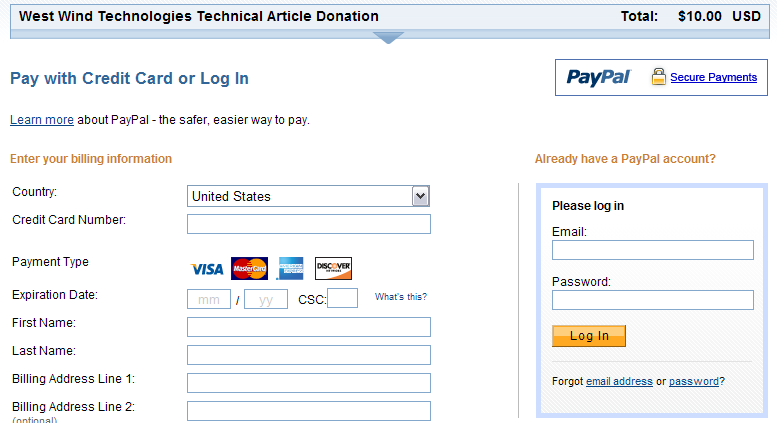 West Wind Technologies Technical Article Donation Total: $10.00 USD
Pay with Credit Card or Log In
PayPal Secure Payments
Learn more about PayPal - the safer, easier way to pay.
Enter your billing information
Country: United States
Credit Card Number:
Payment Type VISA MasterCard AMERICAN EXPRESS DISCOVER NETWORK
Expiration Date: mm / yy CSC: What's this?
First Name:
Last Name:
Billing Address Line 1:
Billing Address Line 2:
(optional)
Already have a PayPal account?
Please log in
Email:
Password:
Log In
Forgot email address or password?